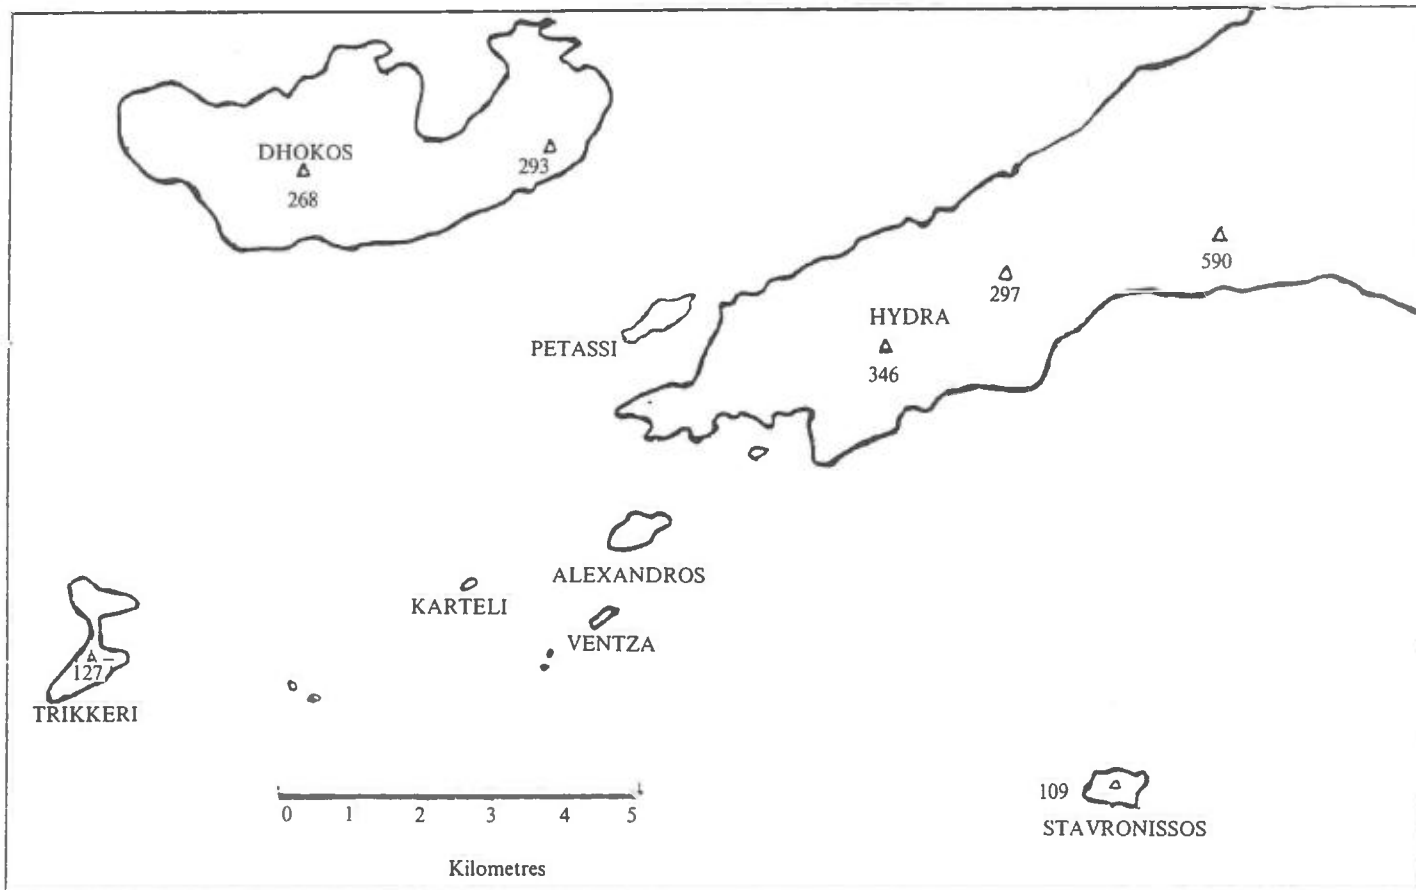 DHOKOS
268
293
590
297
HYDRA
346
PETASSI
ALEXANDROS
KARTELI
VENTZA
127
TRIKKERI
109
STAVRONISSOS
0 1 2 3 4 5
Kilometres